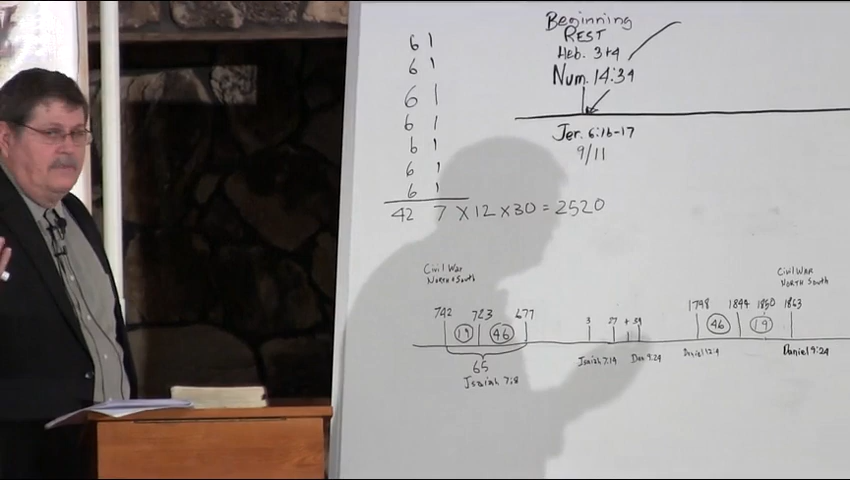 6 1
6 1
6 1
6 1
6 1
6 1
6 1
42 7 x 12 x 30 = 2520
Beginning
REST
Heb. 3+4
Num. 14:34
Jer. 6:16-17
9/11
Civil War
North + South
742 723 677
19 46
65
Isaiah 7:8
3 27 + 34
Isaiah 7:14 Dan 9:24
1798 1844 1850 1863
46 19
Daniel 12:4
Civil War
North South
Daniel 9:24